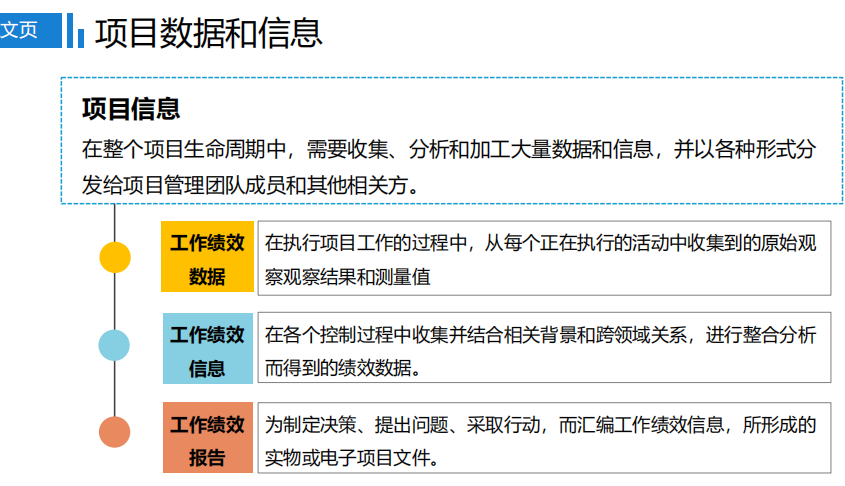 文页
项目数据和信息
项目信息
在整个项目生命周期中，需要收集、分析和加工大量数据和信息，并以各种形式分
发给项目管理团队成员和其他相关方。
工作绩效
数据
在执行项目工作的过程中，从每个正在执行的活动中收集到的原始观
察观察结果和测量值
工作绩效
信息
在各个控制过程中收集并结合相关背景和跨领域关系，进行整合分析
而得到的绩效数据。
工作绩效
报告
为制定决策、提出问题、采取行动，而汇编工作绩效信息，所形成的
实物或电子项目文件。